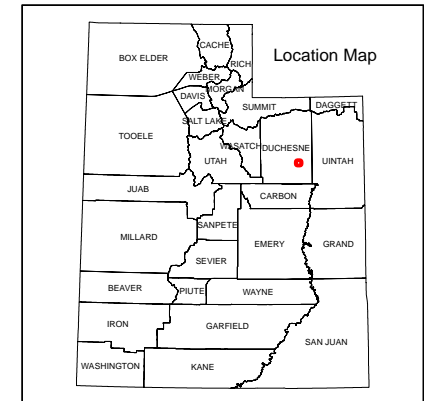 Location Map
CACHE
BOX ELDER
RICH
WEBER
MORGAN
DAVIS
SUMMIT
DAGGETT
SALT LAKE
TOOELE
WASATCH
DUCHESNE
UTAH
UINTAH
JUAB
CARBON
SANPETE
MILLARD
EMERY
GRAND
SEVIER
BEAVER
PIUTE
WAYNE
IRON
GARFIELD
SAN JUAN
WASHINGTON
KANE